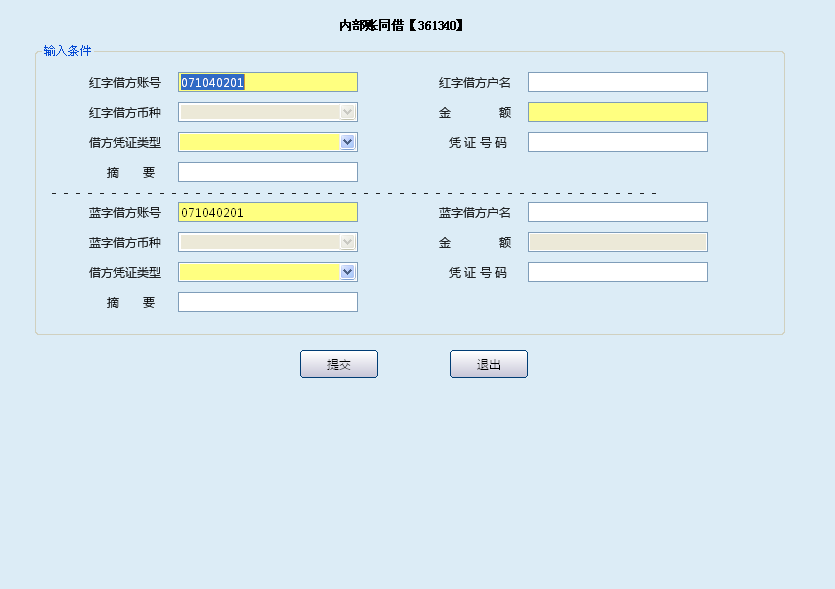 内部账同借【361340】
输入条件
红字借方账号 071040201 红字借方户名
红字借方币种 金 额
借方凭证类型 凭 证 号 码
摘 要
蓝字借方账号 071040201 蓝字借方户名
蓝字借方币种 金 额
借方凭证类型 凭 证 号 码
摘 要
提交 退出